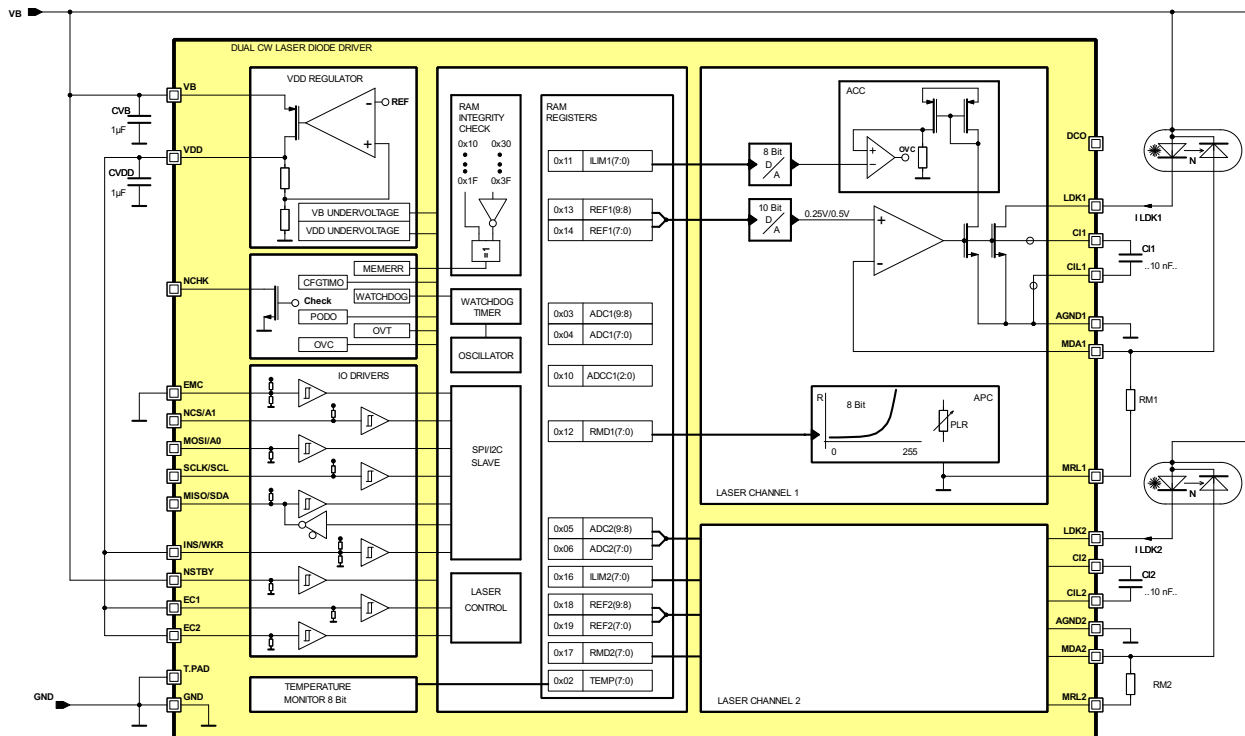 VB
DUAL CW LASER DIODE DRIVER
VB
CVB
1µF
VDD
CVDD
1µF
NCHK
EMC
NCS/A1
MOSI/A0
SCLK/SCL
MISO/SDA
INS/WKR
NSTBY
EC1
EC2
T.PAD
GND
GND
VDD REGULATOR
-
REF
+
VB UNDERVOLTAGE
VDD UNDERVOLTAGE
MEMERR
CFGTIMO
Check
WATCHDOG
PODO
OVT
OVC
IO DRIVERS
TEMPERATURE
MONITOR 8 Bit
RAM
INTEGRITY
CHECK
0x10 0x30
0x1F 0x3F
=1
WATCHDOG
TIMER
OSCILLATOR
SPI/I2C
SLAVE
LASER
CONTROL
RAM
REGISTERS
0x11 ILIM1(7:0)
0x13 REF1(9:8)
0x14 REF1(7:0)
0x03 ADC1(9:8)
0x04 ADC1(7:0)
0x10 ADCC1(2:0)
0x12 RMD1(7:0)
0x05 ADC2(9:8)
0x06 ADC2(7:0)
0x16 ILIM2(7:0)
0x18 REF2(9:8)
0x19 REF2(7:0)
0x17 RMD2(7:0)
0x02 TEMP(7:0)
8 Bit
D/A
10 Bit
D/A
0.25V/0.5V
ACC
+
-
OVC
+
-
R
8 Bit
APC
PLR
0 255
LASER CHANNEL 1
LASER CHANNEL 2
DCO
LDK1
CI1
CIL1
AGND1
MDA1
MRL1
LDK2
CI2
CIL2
AGND2
MDA2
MRL2
N
I LDK1
CI1
..10 nF..
RM1
N
I LDK2
CI2
..10 nF..
RM2